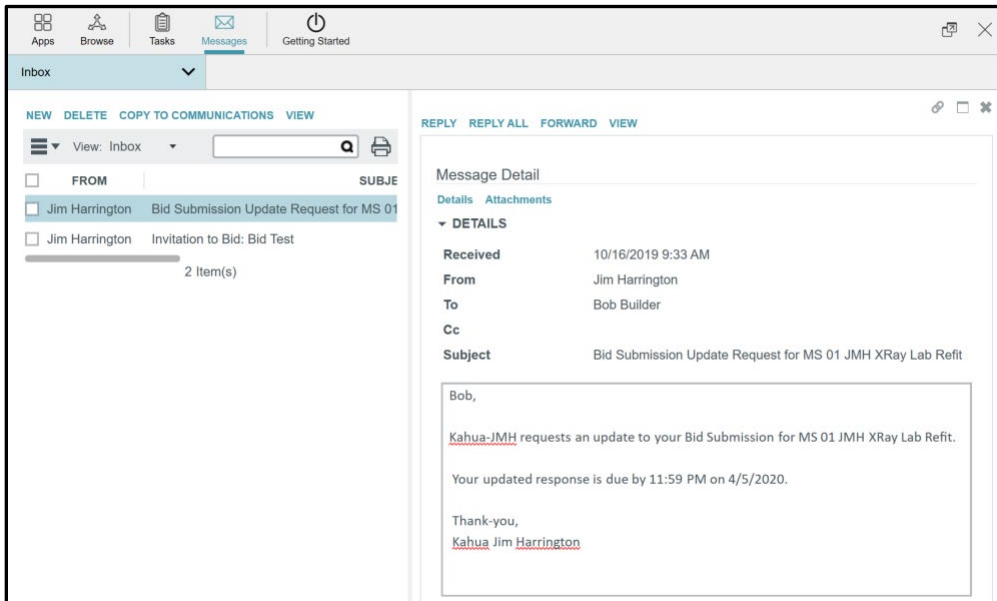 Apps Browse Tasks Messages Getting Started
Inbox
NEW DELETE COPY TO COMMUNICATIONS VIEW
View: Inbox
FROM SUBJE
Jim Harrington Bid Submission Update Request for MS 01
Jim Harrington Invitation to Bid: Bid Test
2 Item(s)
REPLY REPLY ALL FORWARD VIEW
Message Detail
Details Attachments
DETAILS
Received 10/16/2019 9:33 AM
From Jim Harrington
To Bob Builder
Cc
Subject Bid Submission Update Request for MS 01 JMH XRay Lab Refit
Bob,
Kahua-JMH requests an update to your Bid Submission for MS 01 JMH XRay Lab Refit.
Your updated response is due by 11:59 PM on 4/5/2020.
Thank-you,
Kahua Jim Harrington